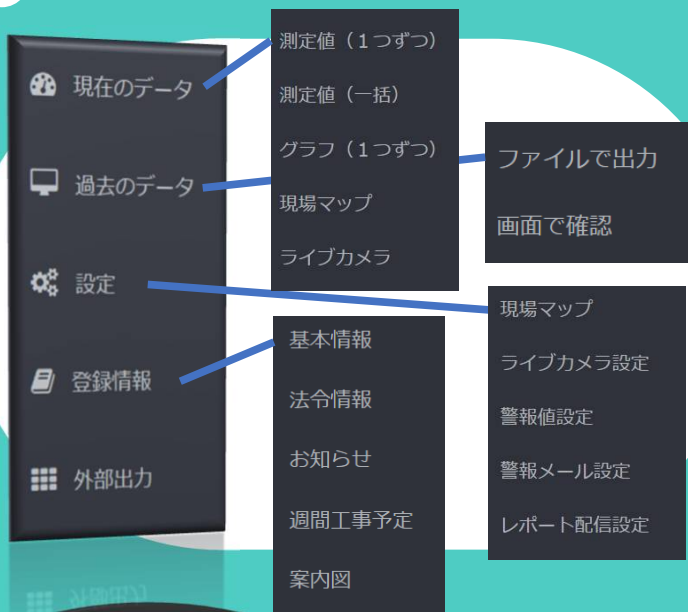 現在のデータ
過去のデータ
設定
登録情報
外部出力
測定値（１つずつ）
測定値（一括）
グラフ（１つずつ）
現場マップ
ライブカメラ
ファイルで出力
画面で確認
現場マップ
ライブカメラ設定
警報値設定
警報メール設定
レポート配信設定
基本情報
法令情報
お知らせ
週間工事予定
案内図